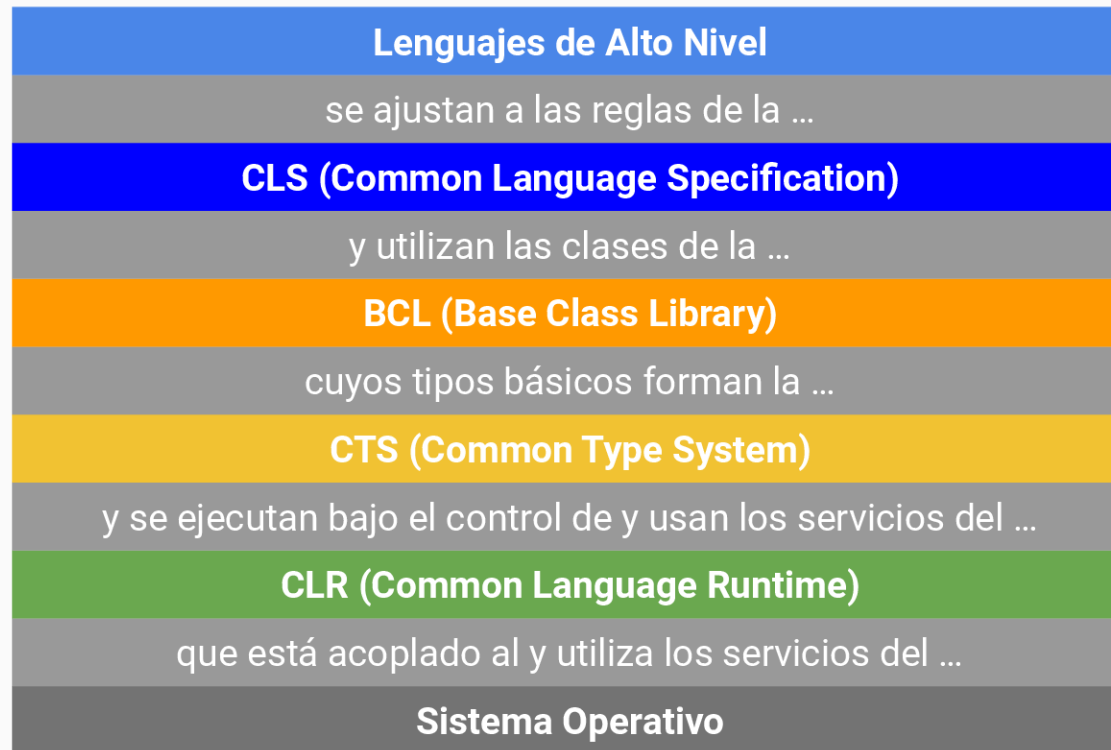 Lenguajes de Alto Nivel
se ajustan a las reglas de la ...
CLS (Common Language Specification)
y utilizan las clases de la ...
BCL (Base Class Library)
cuyos tipos básicos forman la ...
CTS (Common Type System)
y se ejecutan bajo el control de y usan los servicios del ...
CLR (Common Language Runtime)
que está acoplado al y utiliza los servicios del ...
Sistema Operativo